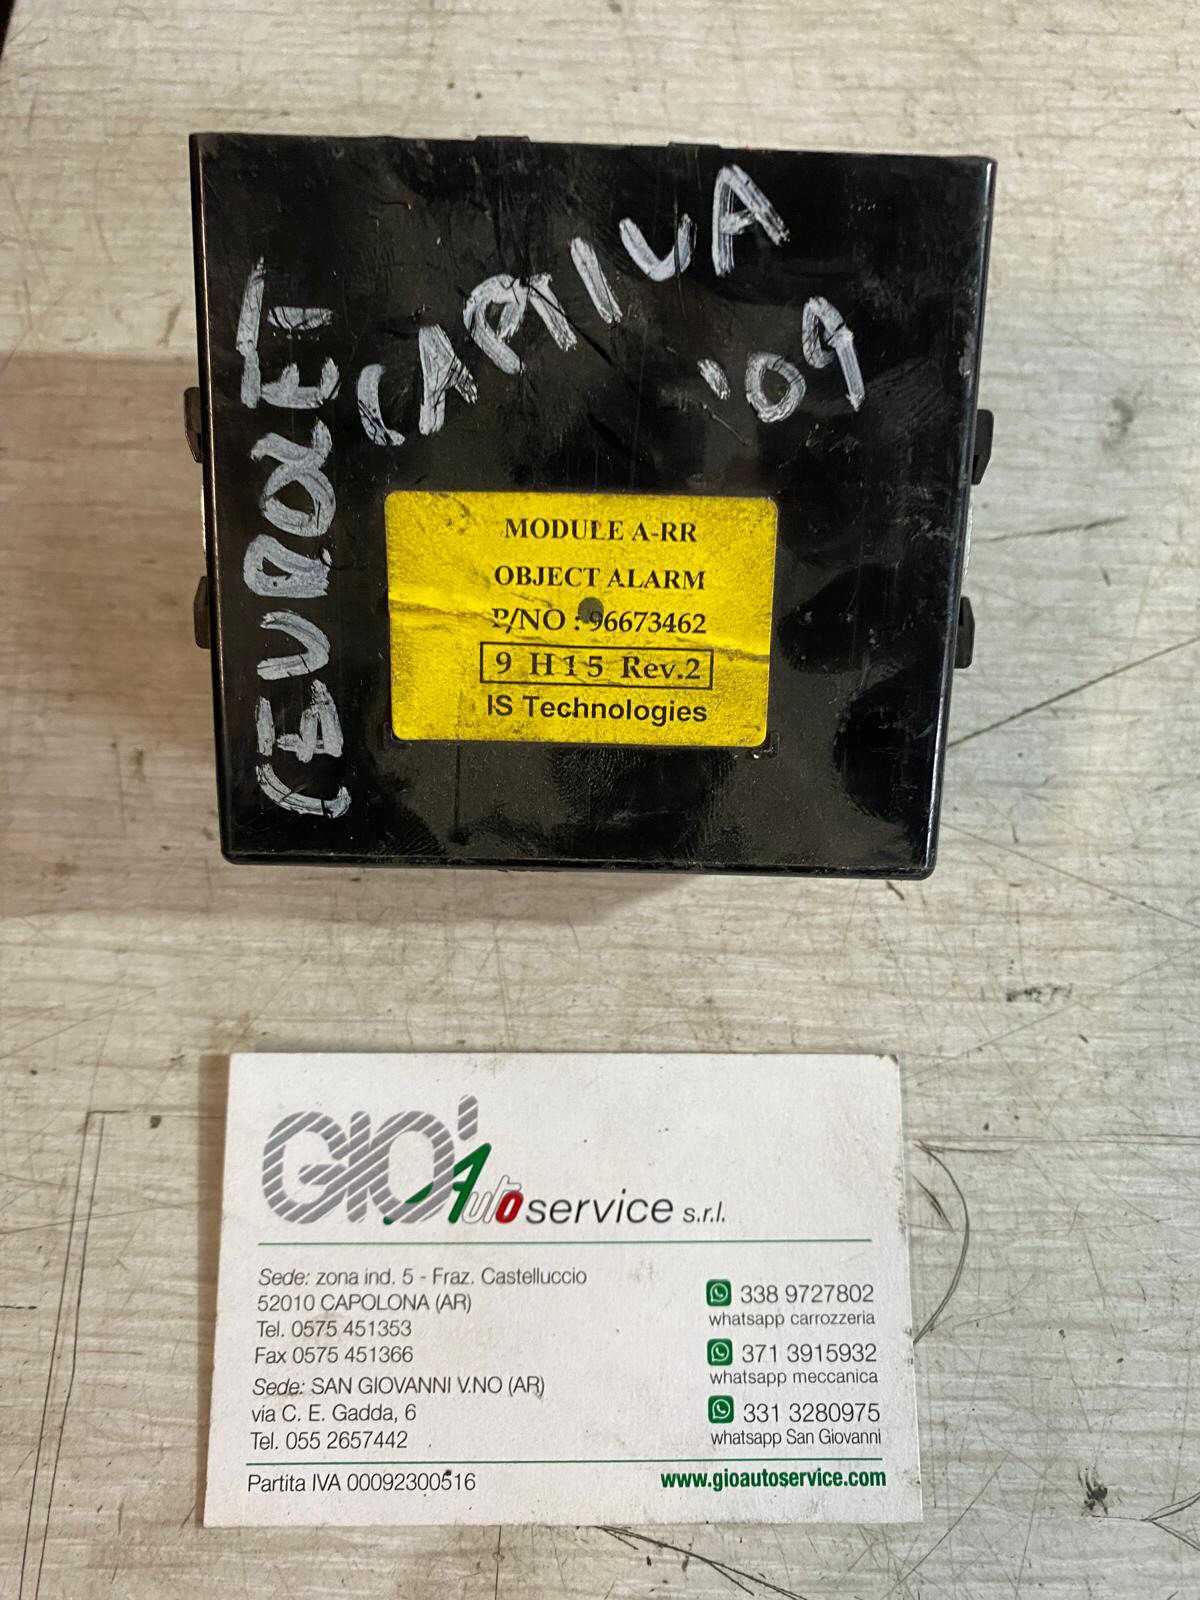 CEVROLET
CAPTIVA
'09
MODULE A-RR
OBJECT ALARM
P/NO : 96673462
9 H15 Rev.2
IS Technologies
GIO' Auto service s.r.l.
Sede: zona ind. 5 - Fraz. Castelluccio
52010 CAPOLONA (AR)
Tel. 0575 451353
Fax 0575 451366
Sede: SAN GIOVANNI V.NO (AR)
via C. E. Gadda, 6
Tel. 055 2657442
338 9727802
whatsapp carrozzeria
371 3915932
whatsapp meccanica
331 3280975
whatsapp San Giovanni
Partita IVA 00092300516
www.gioautoservice.com